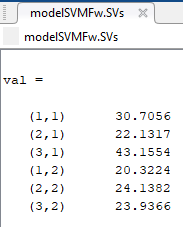 modelSVMFw.SVs
modelSVMFw.SVs
val =
(1,1) 30.7056
(2,1) 22.1317
(3,1) 43.1554
(1,2) 20.3224
(2,2) 24.1382
(3,2) 23.9366